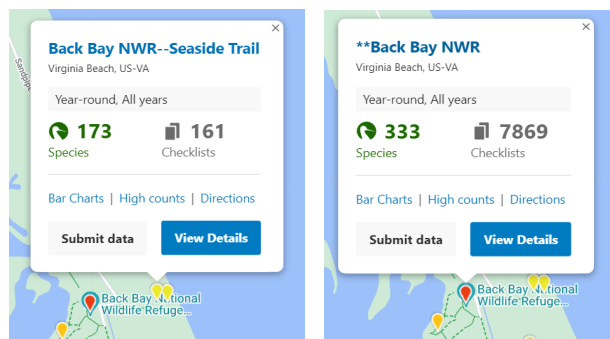 Back Bay NWR--Seaside Trail
Virginia Beach, US-VA
Year-round, All years
173
161
Species
Checklists
Bar Charts | High counts | Directions
Submit data
View Details
Back Bay National
Wildlife Refuge...
**Back Bay NWR
Virginia Beach, US-VA
Year-round, All years
333
7869
Species
Checklists
Bar Charts | High counts | Directions
Submit data
View Details
Back Bay National
Wildlife Refuge...